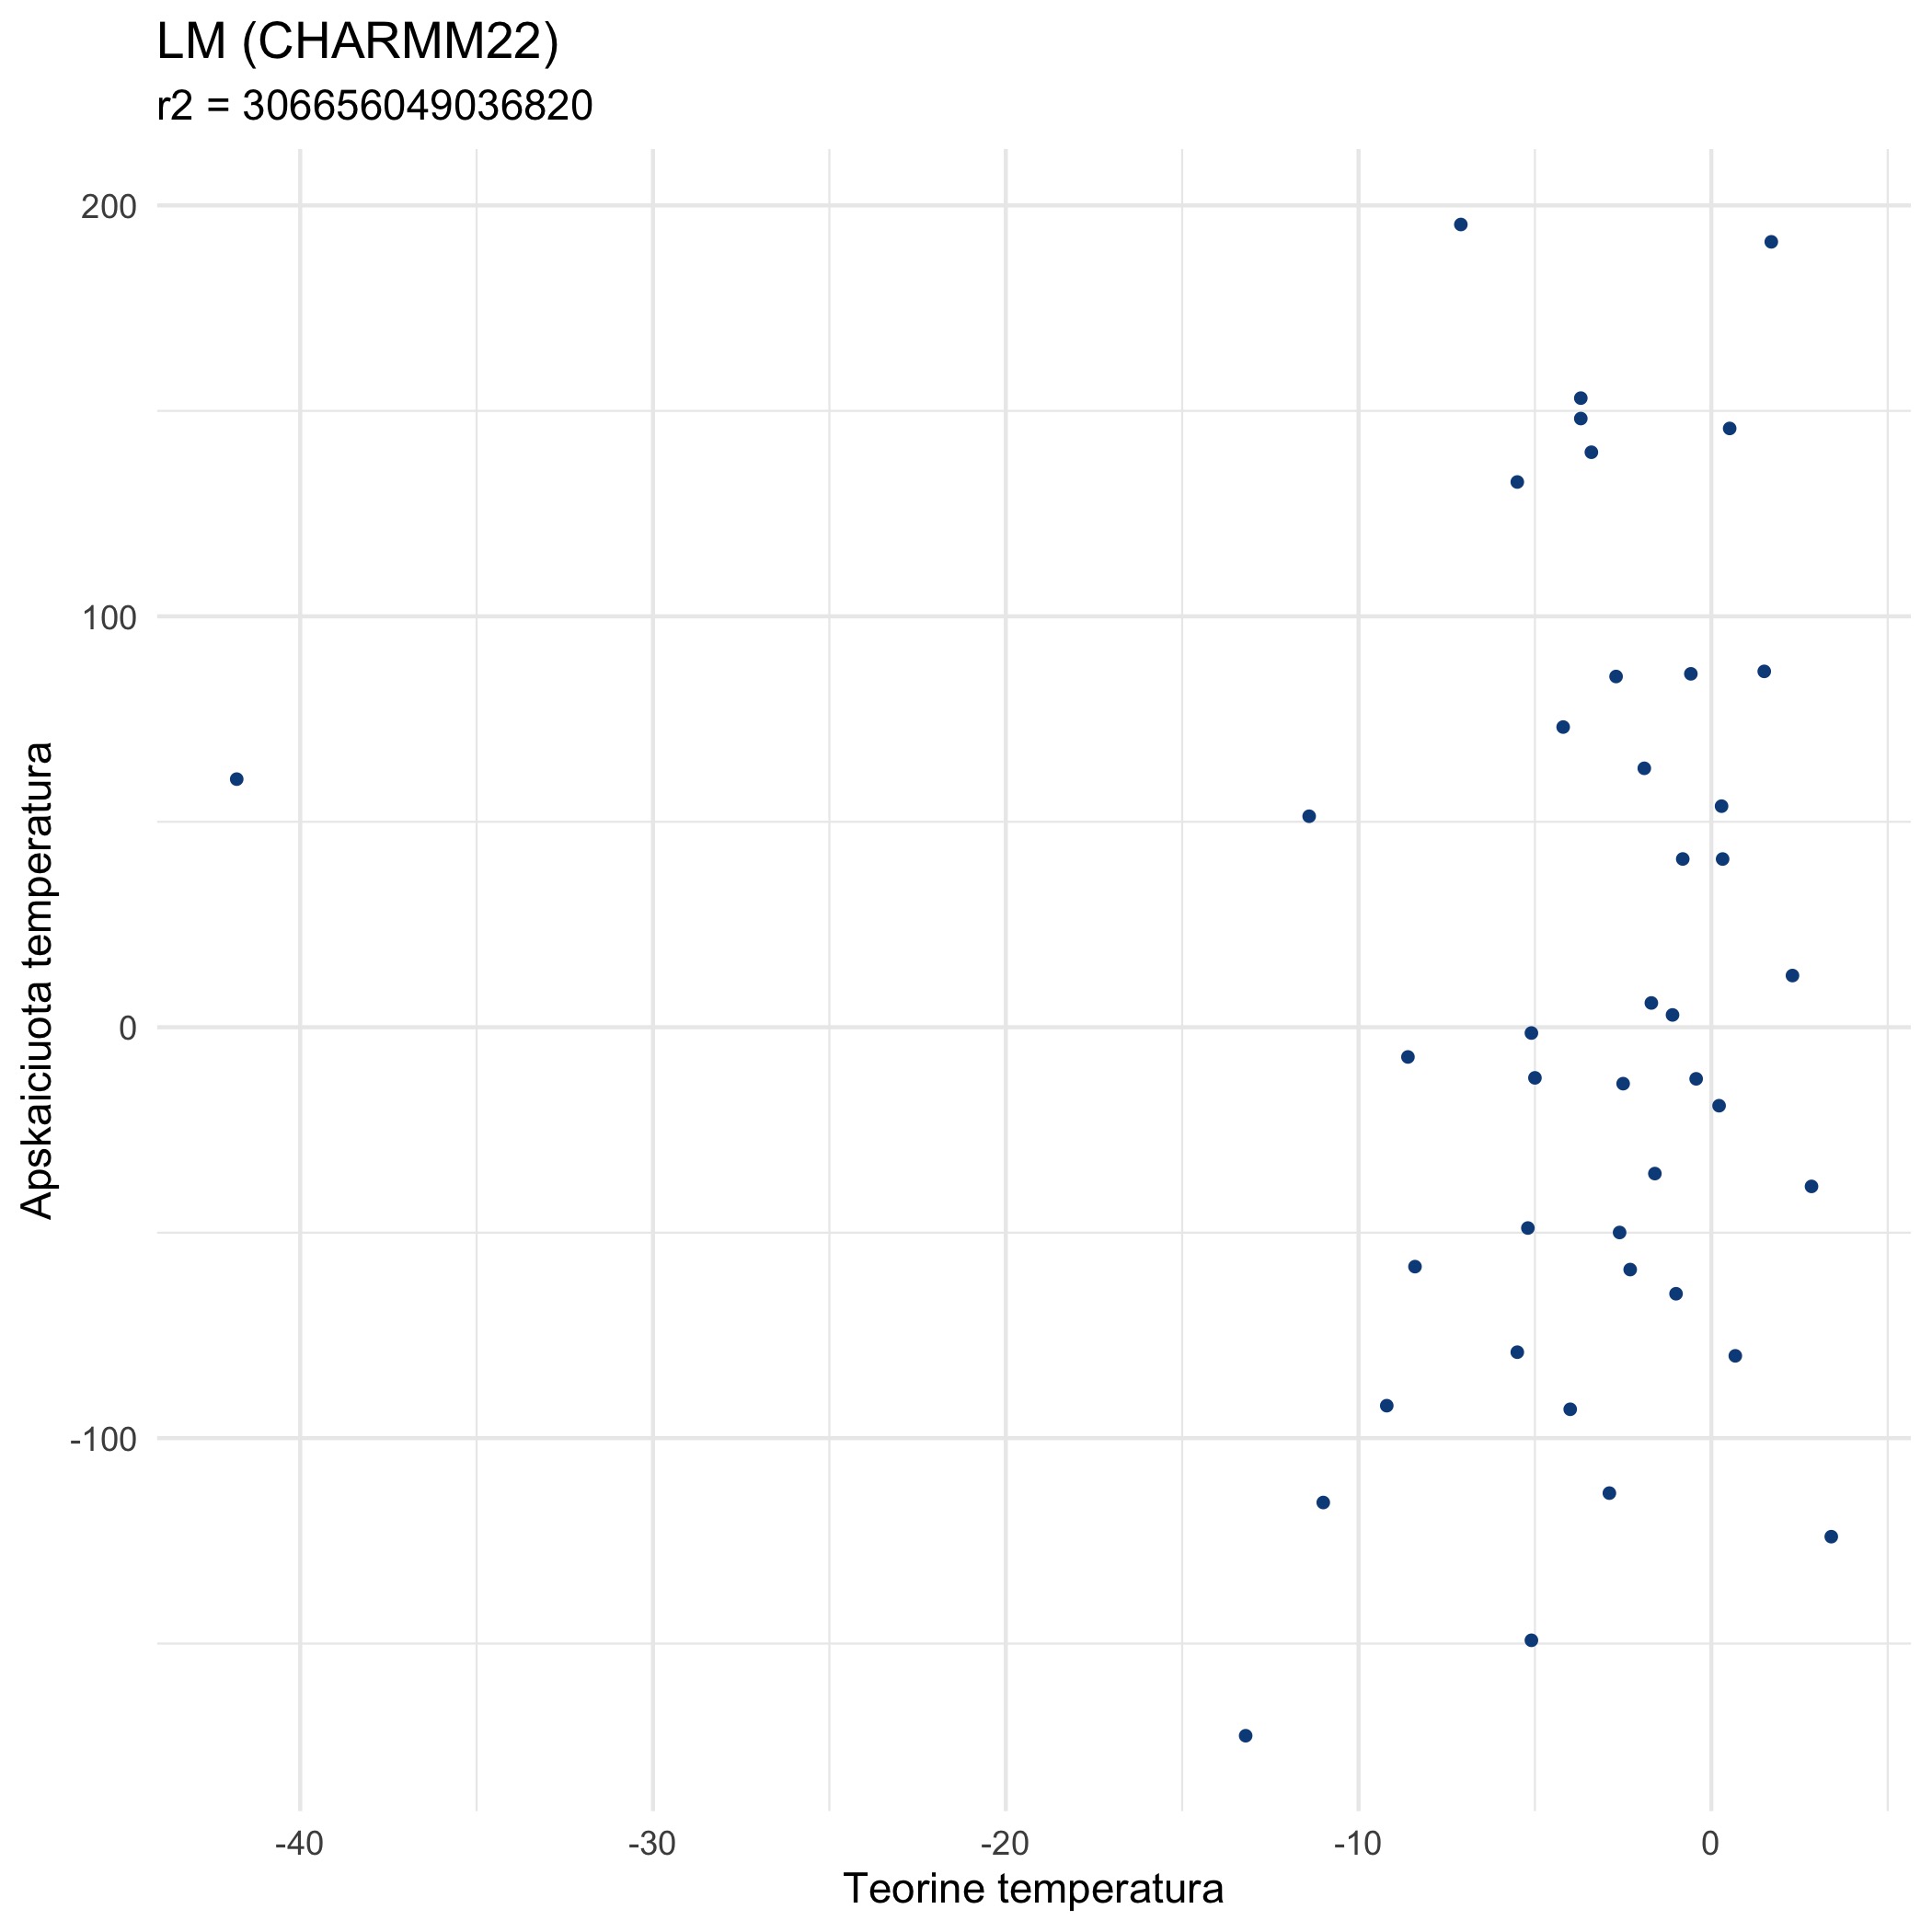 LM (CHARMM22)
r2 = 306656049036820
200
100
0
-100
Apskaiciuota temperatura
-40
-30
-20
-10
0
Teorine temperatura